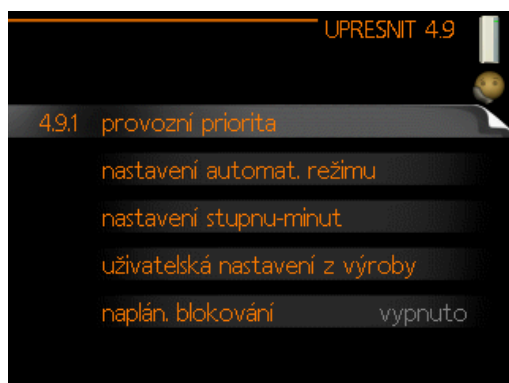 UPRESNIT 4.9
4.9.1 provozní priorita
nastavení automat. režimu
nastavení stupnu-minut
uživatelská nastavení z výroby
naplán. blokování vypnuto